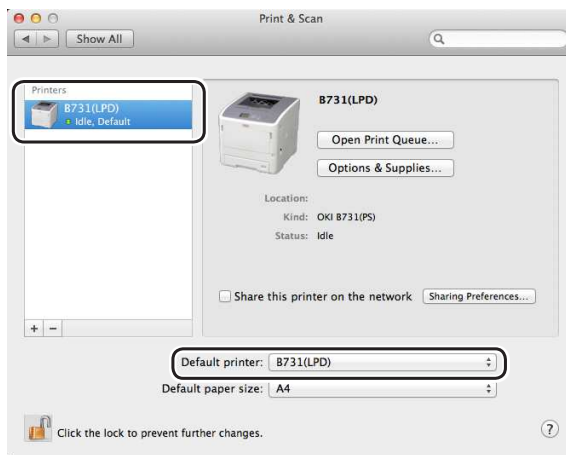 Print & Scan
Show All
Printers
B731(LPD)
Idle, Default
B731(LPD)
Open Print Queue...
Options & Supplies...
Location:
Kind: OKI B731(PS)
Status: Idle
Share this printer on the network Sharing Preferences...
+ −
Default printer: B731(LPD)
Default paper size: A4
Click the lock to prevent further changes.
?